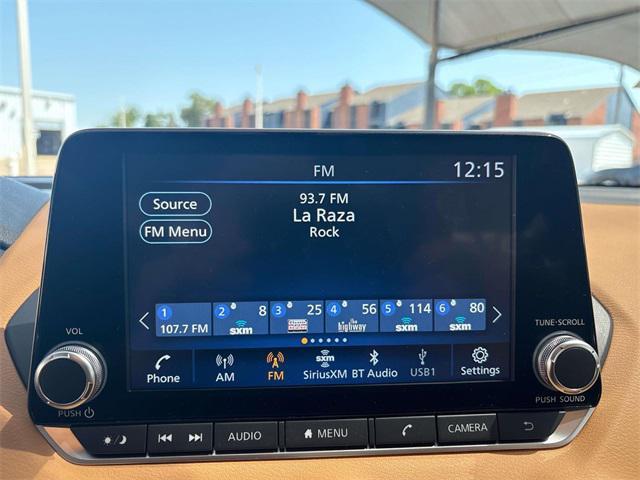 FM 12:15
93.7 FM
La Raza
Rock
Source
FM Menu
1 107.7 FM
2 8 sxm
3 25
4 56 the highway
5 114 sxm
6 80 sxm
Phone AM FM SiriusXM BT Audio USB1 Settings
sxm
VOL
PUSH
TUNE·SCROLL
PUSH SOUND
AUDIO MENU CAMERA